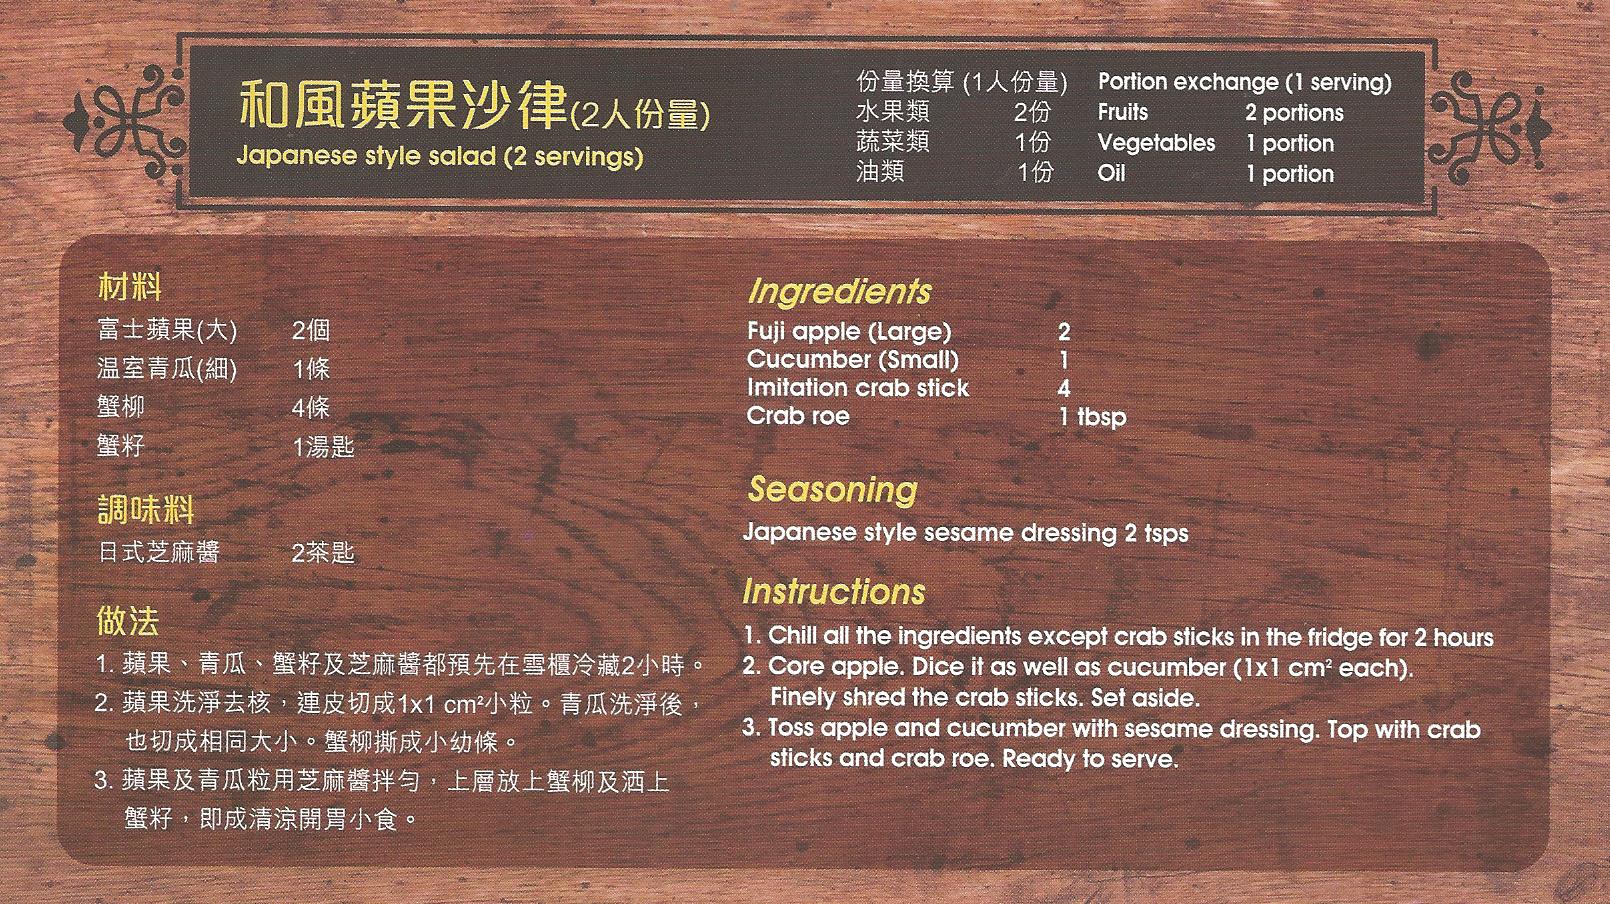 和風蘋果沙律(2人份量)
Japanese style salad (2 servings)
份量換算 (1人份量)
水果類 2份
蔬菜類 1份
油類 1份
Portion exchange (1 serving)
Fruits 2 portions
Vegetables 1 portion
Oil 1 portion
材料
富士蘋果(大) 2個
温室青瓜(細) 1條
蟹柳 4條
蟹籽 1湯匙
調味料
日式芝麻醬 2茶匙
做法
1. 蘋果、青瓜、蟹籽及芝麻醬都預先在雪櫃冷藏2小時。
2. 蘋果洗淨去核，連皮切成1x1 cm²小粒。青瓜洗淨後，
也切成相同大小。蟹柳撕成小幼條。
3. 蘋果及青瓜粒用芝麻醬拌勻，上層放上蟹柳及洒上
蟹籽，即成清涼開胃小食。
Ingredients
Fuji apple (Large) 2
Cucumber (Small) 1
Imitation crab stick 4
Crab roe 1 tbsp
Seasoning
Japanese style sesame dressing 2 tsps
Instructions
1. Chill all the ingredients except crab sticks in the fridge for 2 hours
2. Core apple. Dice it as well as cucumber (1x1 cm² each).
Finely shred the crab sticks. Set aside.
3. Toss apple and cucumber with sesame dressing. Top with crab
sticks and crab roe. Ready to serve.